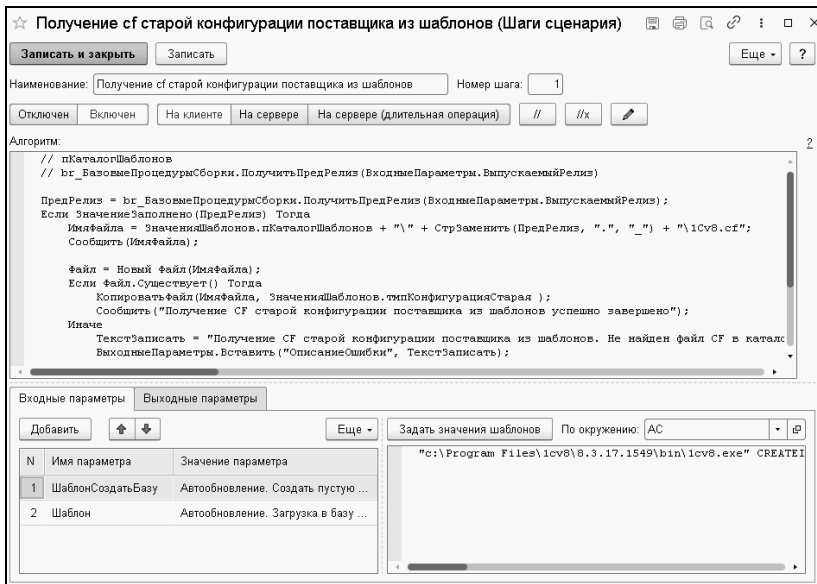 Получение cf старой конфигурации поставщика из шаблонов (Шаги сценария)
Записать и закрыть Записать Еще ?
Наименование: Получение cf старой конфигурации поставщика из шаблонов Номер шага: 1
Отключен Включен На клиенте На сервере На сервере (длительная операция) // //x
Алгоритм: ?
// пКаталогШаблонов
// br_БазовыеПроцедурыСборки.ПолучитьПредРелиз(ВходныеПараметры.ВыпускаемыйРелиз)
ПредРелиз = br_БазовыеПроцедурыСборки.ПолучитьПредРелиз(ВходныеПараметры.ВыпускаемыйРелиз);
Если ЗначениеЗаполнено(ПредРелиз) Тогда
ИмяФайла = ЗначенияШаблонов.пКаталогШаблонов + "\" + СтрЗаменить(ПредРелиз, ".", "_") + "\1Cv8.cf";
Сообщить(ИмяФайла);
Файл = Новый Файл(ИмяФайла);
Если Файл.Существует() Тогда
КопироватьФайл(ИмяФайла, ЗначенияШаблонов.тмпКонфигурацияСтарая );
Сообщить("Получение CF старой конфигурации поставщика из шаблонов успешно завершено");
Иначе
ТекстЗаписать = "Получение CF старой конфигурации поставщика из шаблонов. Не найден файл CF в катало
ВыходныеПараметры.Вставить("ОписаниеОшибки", ТекстЗаписать);
Входные параметры Выходные параметры
Добавить Еще Задать значения шаблонов По окружению: АС
N Имя параметра Значение параметра
"c:\Program Files\1cv8\8.3.17.1549\bin\1cv8.exe" CREATEI
1 ШаблонСоздатьБазу Автообновление. Создать пустую ...
2 Шаблон Автообновление. Загрузка в базу ...